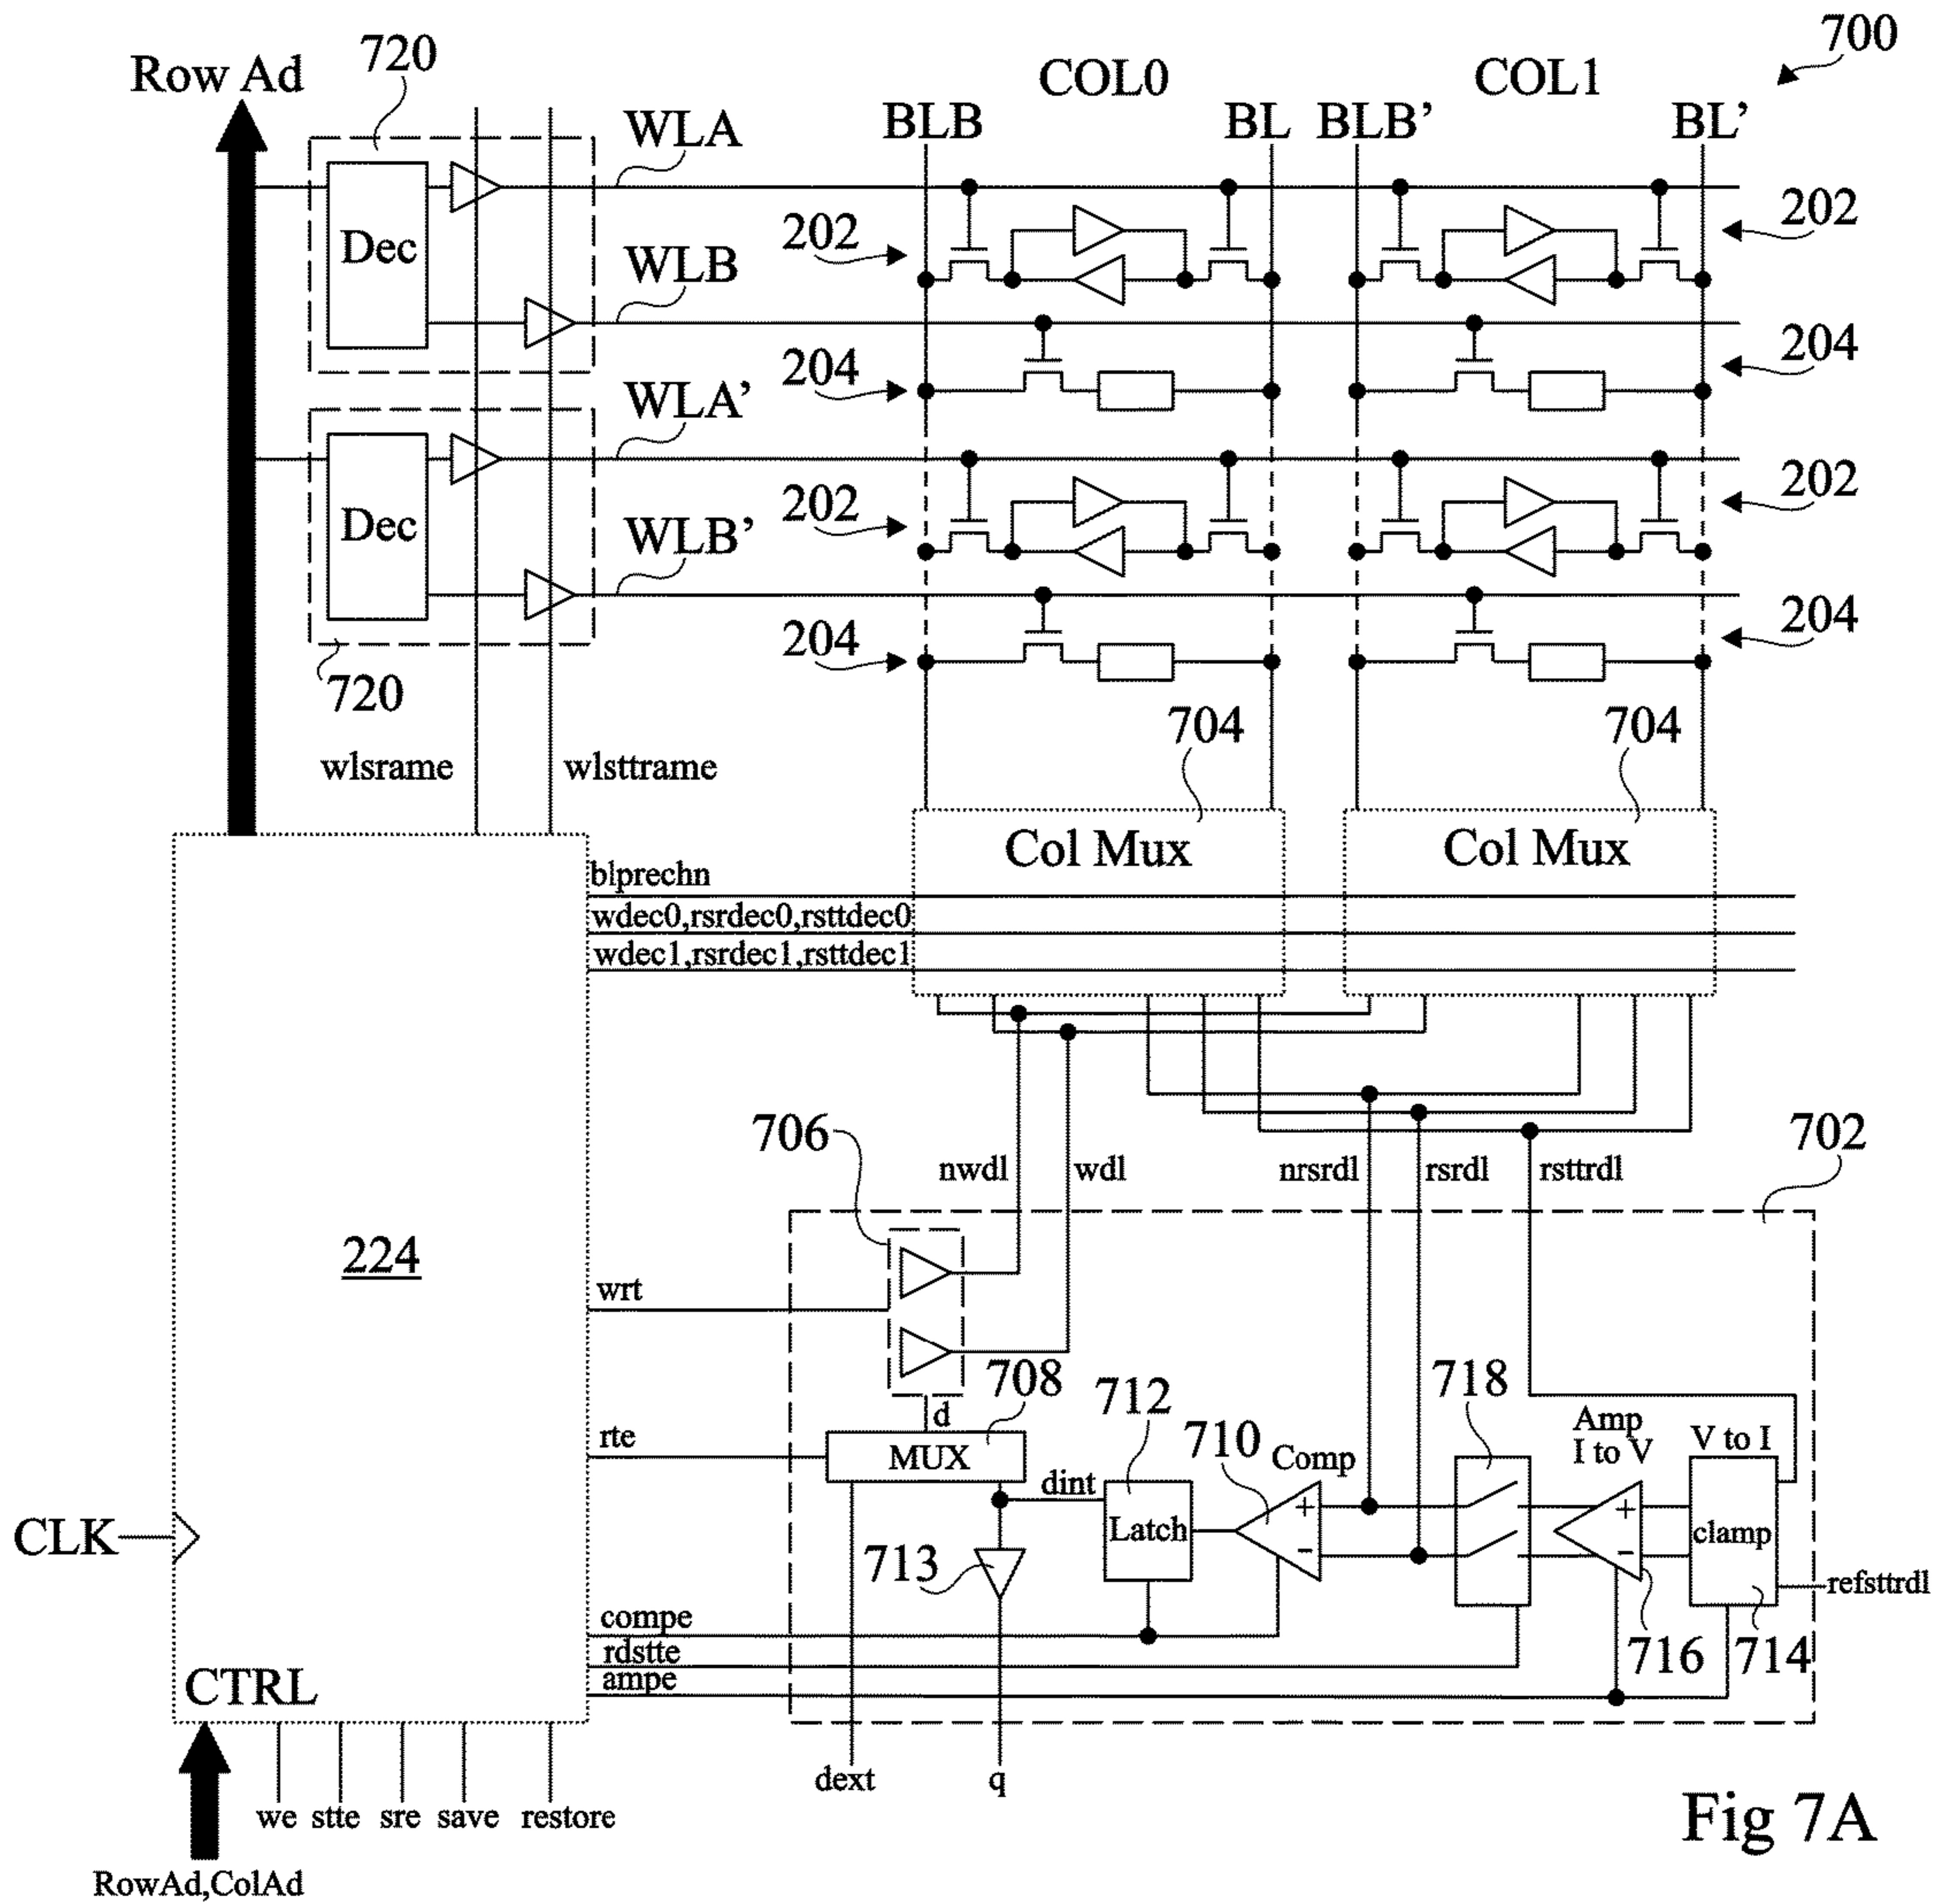 700
720
Row Ad
COL0
COL1
BLB
BL
BLB'
BL'
WLA
Dec
202
202
WLB
204
204
WLA'
Dec
202
202
WLB'
204
204
720
704
704
wlsrame
wlsttrame
Col Mux
Col Mux
blprechn
wdec0,rsrdec0,rsttdec0
wdec1,rsrdec1,rsttdec1
706
702
nwdl
wdl
nrsrdl
rsrdl
rsttrdl
224
wrt
708
712
718
d
710
Amp
I to V
V to I
rte
MUX
Comp
dint
+
+
Latch
clamp
CLK
-
-
713
refsttrdl
compe
rdstte
716
714
ampe
CTRL
dext
q
we
stte
sre
save
restore
RowAd,ColAd
Fig 7A